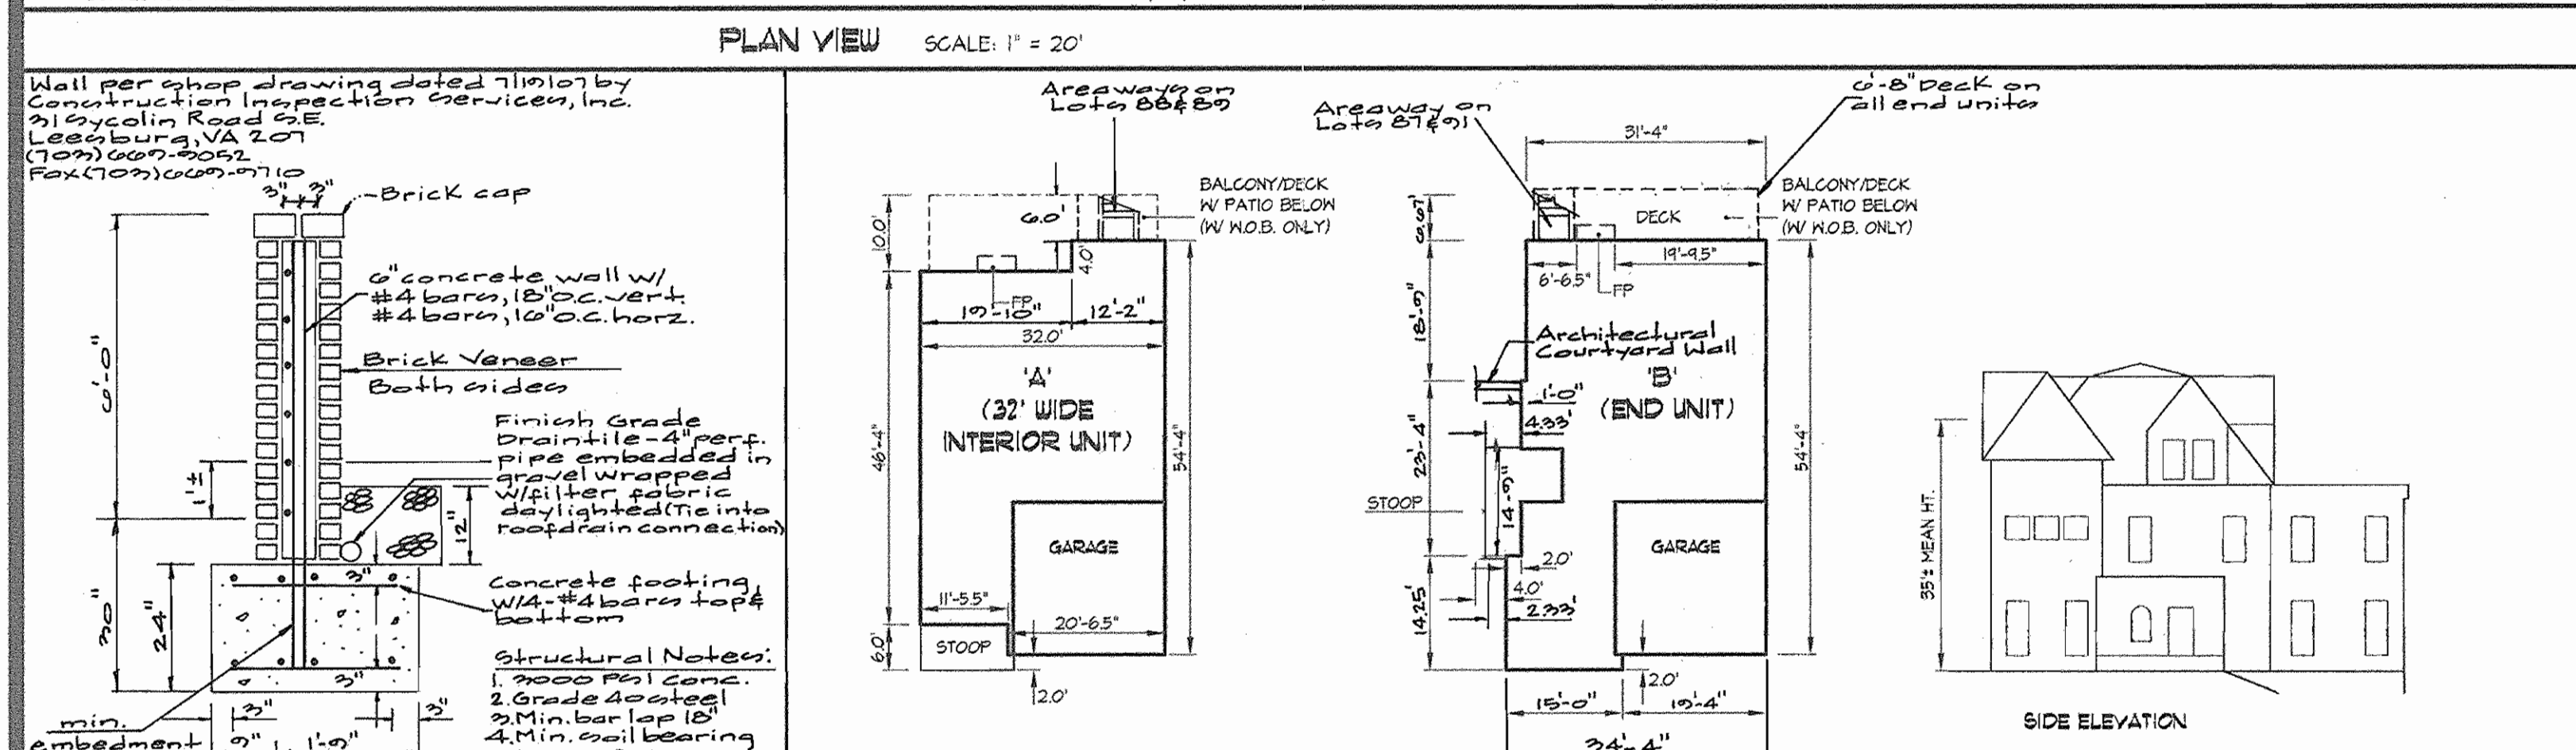 PLAN VIEW SCALE: 1" = 20'
Wall per shop drawing dated 7/19/07 by
Construction Inspection Services, Inc.
31 Sycolin Road S.E.
Leesburg, VA 207
(703) 669-9052
Fax (703) 669-9710
3" 3"
Brick cap
6" concrete wall w/
#4 bars, 18" O.C. vert.
#4 bars, 16" O.C. horz.
Brick Veneer
Both sides
6'-0"
Finish Grade
Draintile - 4" perf.
pipe embedded in
gravel wrapped
w/filter fabric
daylighted (Tie into
roofdrain connection)
1'±
12"
30"
24"
3"
3"
Concrete footing
w/4-#4 bars top &
bottom
Structural Notes:
1. 3000 PSI conc.
2. Grade 40 steel
3. Min. bar lap 18"
4. Min. soil bearing
min.
embedment
3"
3"
9"
1'-9"
Areaways on
Lots 88 & 89
BALCONY/DECK
W/ PATIO BELOW
(W/ W.O.B. ONLY)
10.0'
6.0'
4.0'
FP
19'-10" 12'-2"
32.0'
'A'
(32' WIDE
INTERIOR UNIT)
46'-4"
54'-4"
GARAGE
11'-5.5"
20'-6.5"
STOOP
6.0'
2.0'
Areaway on
Lots 87 & 91
6'-8" Deck on
all end units
31'-4"
BALCONY/DECK
W/ PATIO BELOW
(W/ W.O.B. ONLY)
DECK
6.67'
19'-9.5"
6'-6.5"
FP
18'-9"
Architectural
Courtyard Wall
'B'
(END UNIT)
1'-0"
4.33'
23'-4"
54'-4"
STOOP
14'-9"
GARAGE
2.0'
4.0'
2.33'
14.25'
2.0'
15'-0" 19'-4"
34'-4"
35'± MEAN HT.
SIDE ELEVATION